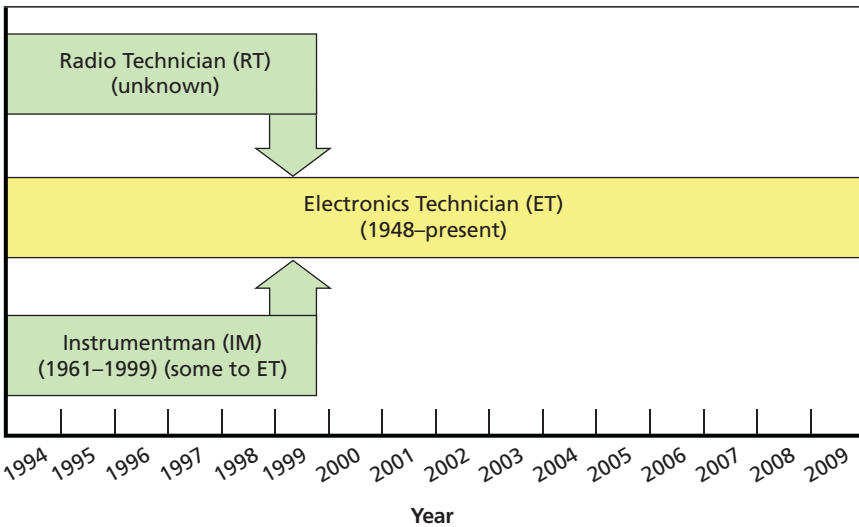 Radio Technician (RT)
(unknown)
Electronics Technician (ET)
(1948–present)
Instrumentman (IM)
(1961–1999) (some to ET)
1994 1995 1996 1997 1998 1999 2000 2001 2002 2003 2004 2005 2006 2007 2008 2009
Year